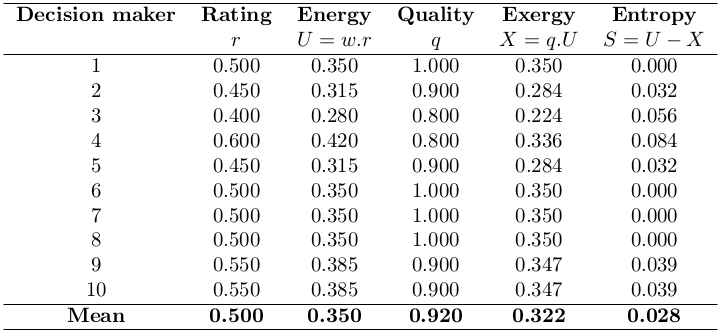 Decision maker Rating Energy Quality Exergy Entropy
r U = w.r q X = q.U S = U − X
1 0.500 0.350 1.000 0.350 0.000
2 0.450 0.315 0.900 0.284 0.032
3 0.400 0.280 0.800 0.224 0.056
4 0.600 0.420 0.800 0.336 0.084
5 0.450 0.315 0.900 0.284 0.032
6 0.500 0.350 1.000 0.350 0.000
7 0.500 0.350 1.000 0.350 0.000
8 0.500 0.350 1.000 0.350 0.000
9 0.550 0.385 0.900 0.347 0.039
10 0.550 0.385 0.900 0.347 0.039
Mean 0.500 0.350 0.920 0.322 0.028